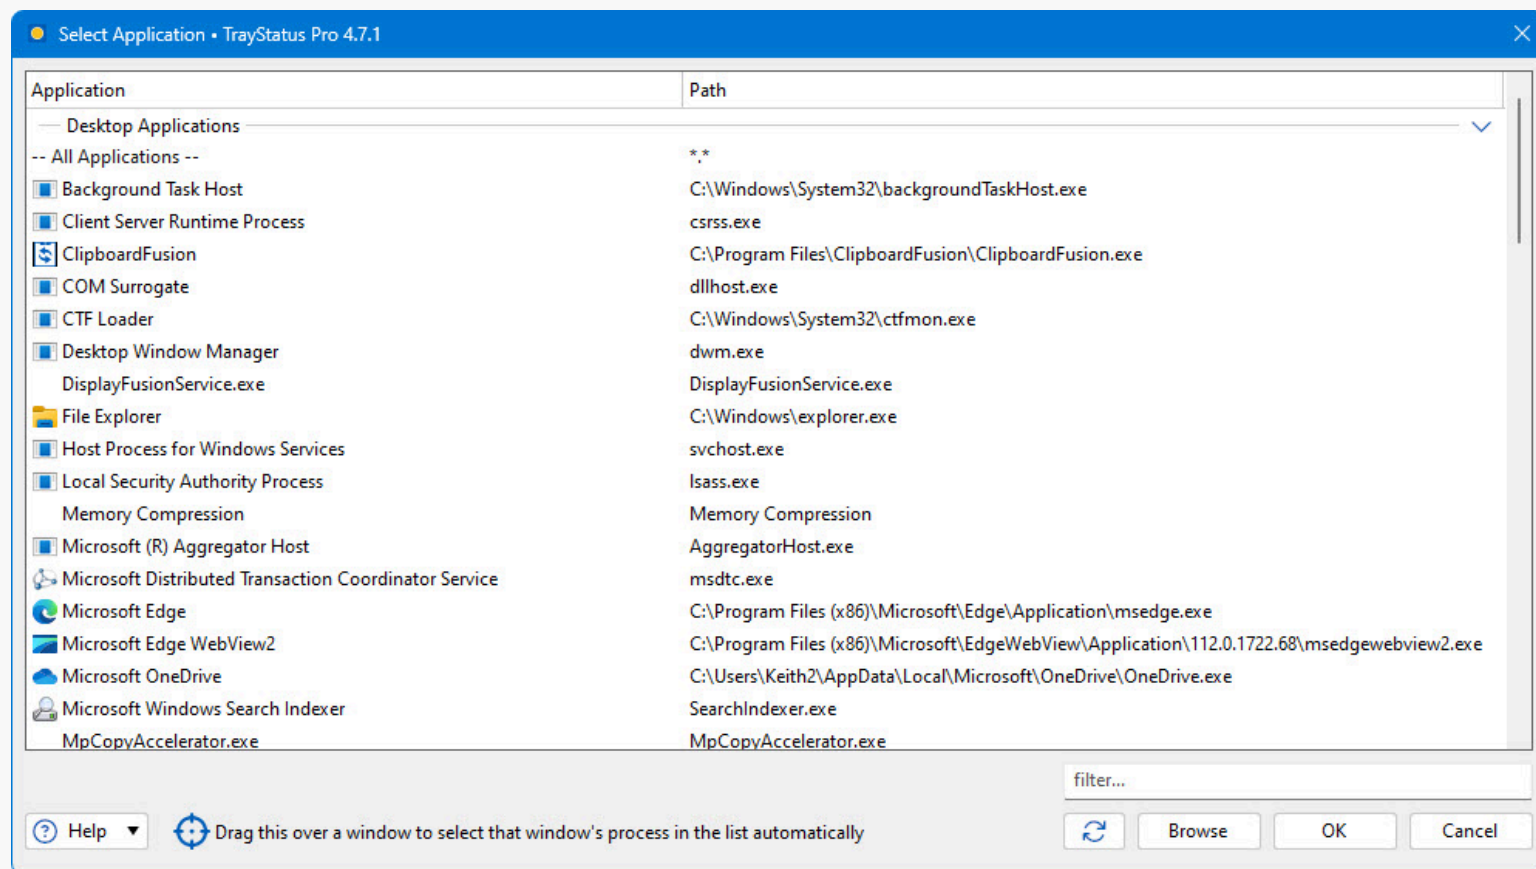 Select Application • TrayStatus Pro 4.7.1
Application Path
Desktop Applications
-- All Applications -- *.*
Background Task Host C:\Windows\System32\backgroundTaskHost.exe
Client Server Runtime Process csrss.exe
ClipboardFusion C:\Program Files\ClipboardFusion\ClipboardFusion.exe
COM Surrogate dllhost.exe
CTF Loader C:\Windows\System32\ctfmon.exe
Desktop Window Manager dwm.exe
DisplayFusionService.exe DisplayFusionService.exe
File Explorer C:\Windows\explorer.exe
Host Process for Windows Services svchost.exe
Local Security Authority Process lsass.exe
Memory Compression Memory Compression
Microsoft (R) Aggregator Host AggregatorHost.exe
Microsoft Distributed Transaction Coordinator Service msdtc.exe
Microsoft Edge C:\Program Files (x86)\Microsoft\Edge\Application\msedge.exe
Microsoft Edge WebView2 C:\Program Files (x86)\Microsoft\EdgeWebView\Application\112.0.1722.68\msedgewebview2.exe
Microsoft OneDrive C:\Users\Keith2\AppData\Local\Microsoft\OneDrive\OneDrive.exe
Microsoft Windows Search Indexer SearchIndexer.exe
MpCopyAccelerator.exe MpCopyAccelerator.exe
filter...
Help Drag this over a window to select that window's process in the list automatically Browse OK Cancel